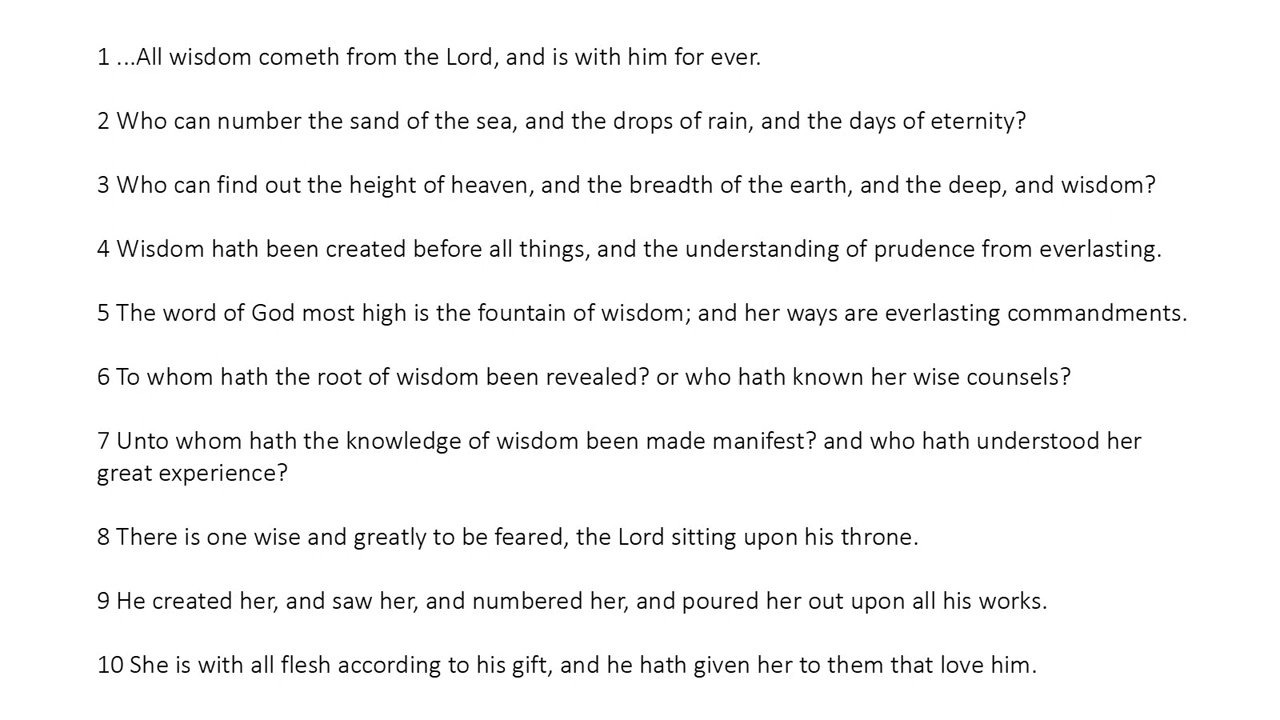 1 ...All wisdom cometh from the Lord, and is with him for ever.
2 Who can number the sand of the sea, and the drops of rain, and the days of eternity?
3 Who can find out the height of heaven, and the breadth of the earth, and the deep, and wisdom?
4 Wisdom hath been created before all things, and the understanding of prudence from everlasting.
5 The word of God most high is the fountain of wisdom; and her ways are everlasting commandments.
6 To whom hath the root of wisdom been revealed? or who hath known her wise counsels?
7 Unto whom hath the knowledge of wisdom been made manifest? and who hath understood her
great experience?
8 There is one wise and greatly to be feared, the Lord sitting upon his throne.
9 He created her, and saw her, and numbered her, and poured her out upon all his works.
10 She is with all flesh according to his gift, and he hath given her to them that love him.